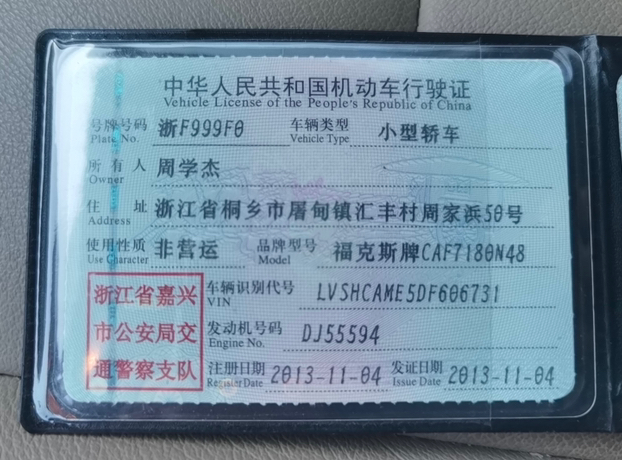 中华人民共和国机动车行驶证
Vehicle License of the People's Republic of China
号牌号码 浙F999F0 车辆类型 小型轿车
Plate No. Vehicle Type
所有人 周学杰
Owner
住址 浙江省桐乡市屠甸镇汇丰村周家浜50号
Address
使用性质 非营运 品牌型号 福克斯牌CAF7180N48
Use Character Model
浙江省嘉兴
市公安局交
通警察支队
车辆识别代号 LVSHCAME5DF606731
VIN
发动机号码 DJ55594
Engine No.
注册日期 2013-11-04 发证日期 2013-11-04
Register Date Issue Date